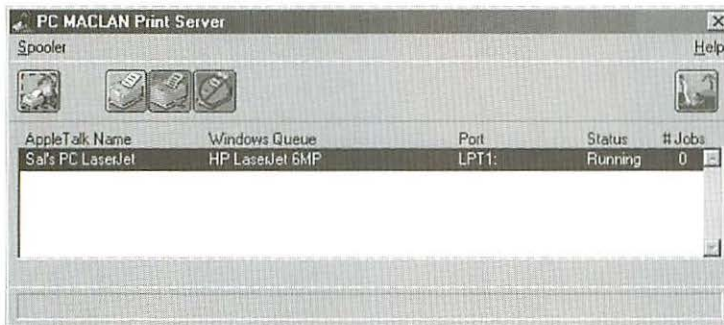 PC MACLAN Print Server
Spooler Help
AppleTalk Name Windows Queue Port Status # Jobs
Sal's PC LaserJet HP LaserJet 6MP LPT1: Running 0